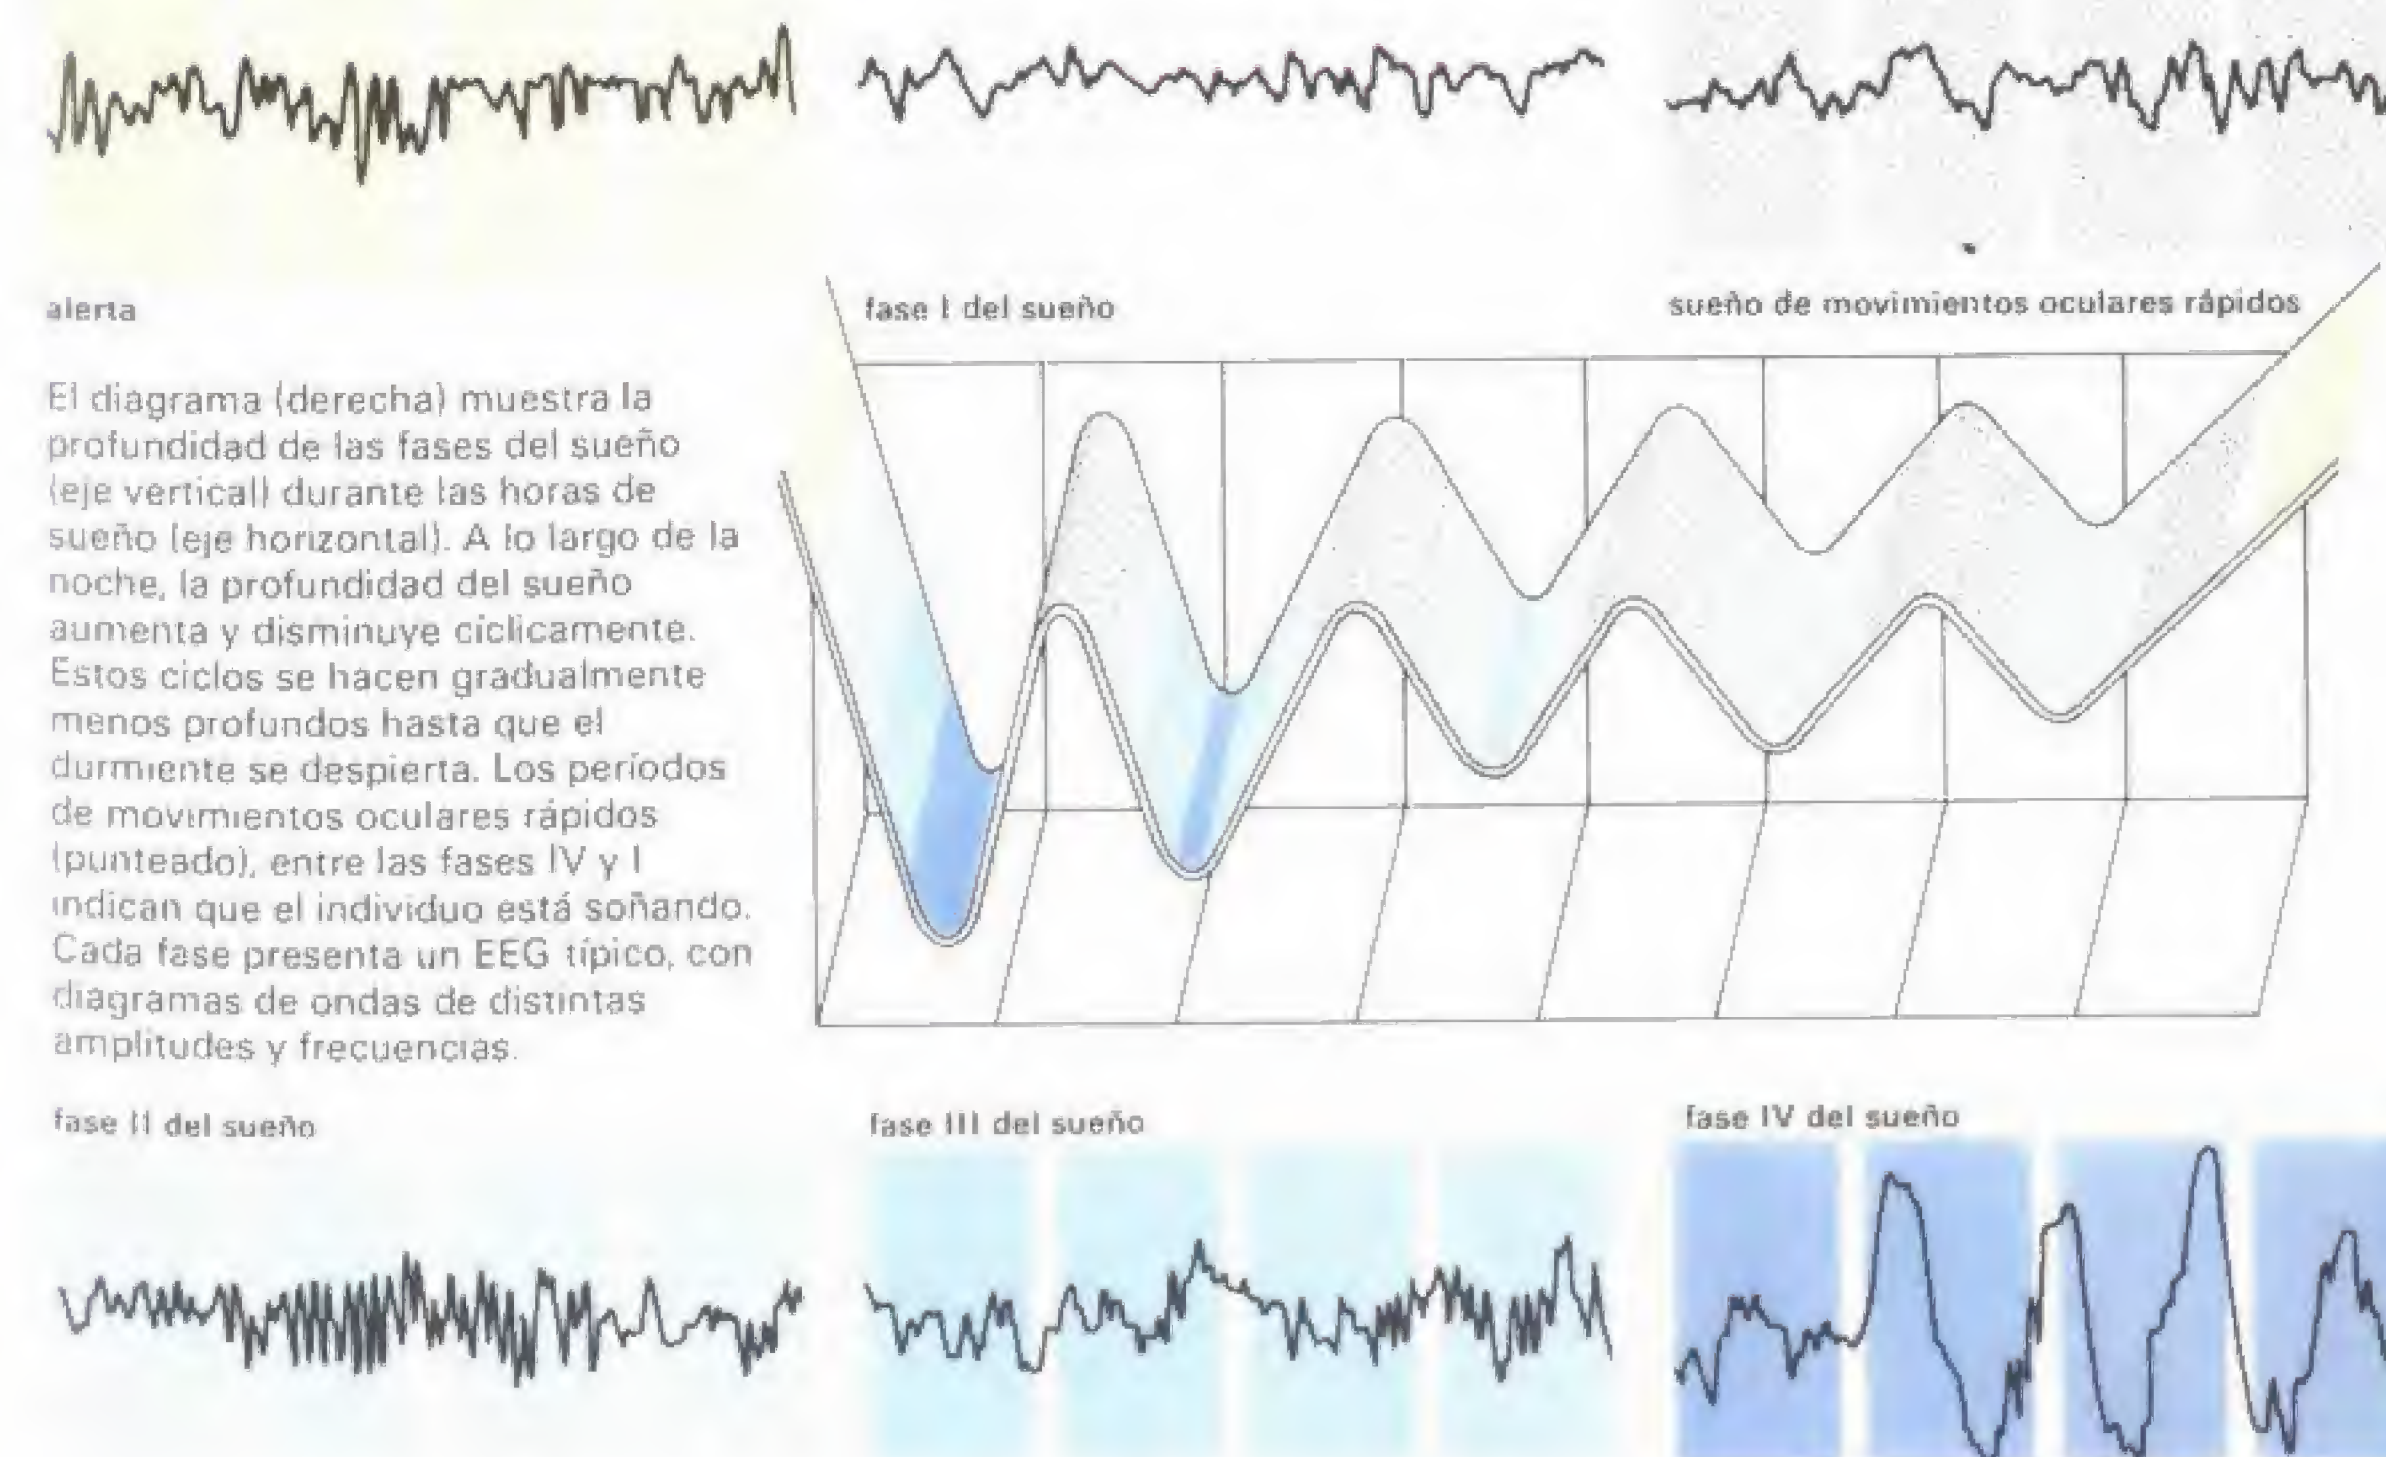 alerta
fase I del sueño
sueño de movimientos oculares rápidos
El diagrama (derecha) muestra la
profundidad de las fases del sueño
(eje vertical) durante las horas de
sueño (eje horizontal). A lo largo de la
noche, la profundidad del sueño
aumenta y disminuye cíclicamente.
Estos ciclos se hacen gradualmente
menos profundos hasta que el
durmiente se despierta. Los períodos
de movimientos oculares rápidos
(punteado), entre las fases IV y I
indican que el individuo está soñando.
Cada fase presenta un EEG típico, con
diagramas de ondas de distintas
amplitudes y frecuencias.
fase II del sueño
fase III del sueño
fase IV del sueño